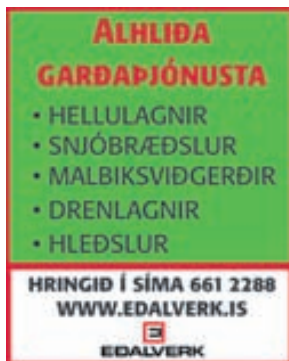 ALHLIÐA
GARÐAÞJÓNUSTA
• HELLULAGNIR
• SNJÓBRÆÐSLUR
• MALBIKSVIÐGERÐIR
• DRENLAGNIR
• HLEÐSLUR
HRINGIÐ Í SÍMA 661 2288
WWW.EDALVERK.IS
EDALVERK